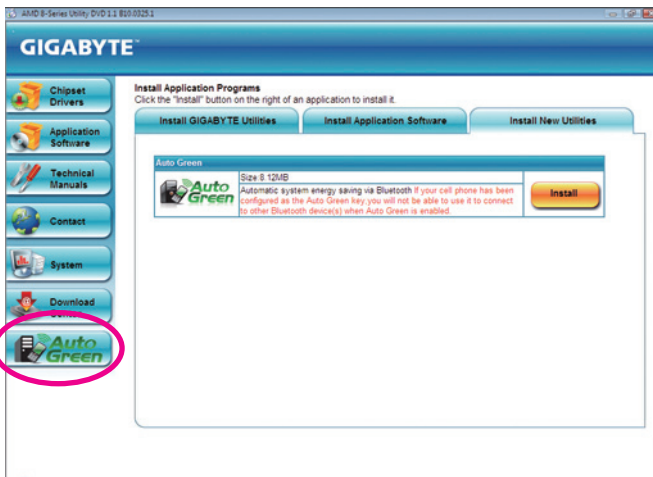 AMD 8-Series Utility DVD 1.1 B10.0325.1
GIGABYTE™
Chipset
Drivers
Application
Software
Technical
Manuals
Contact
System
Download
Center
Auto
Green
Install Application Programs
Click the "Install" button on the right of an application to install it.
Install GIGABYTE Utilities
Install Application Software
Install New Utilities
Auto Green
Auto
Green
Size:8.12MB
Automatic system energy saving via Bluetooth If your cell phone has been
configured as the Auto Green key,you will not be able to use it to connect
to other Bluetooth device(s) when Auto Green is enabled.
Install